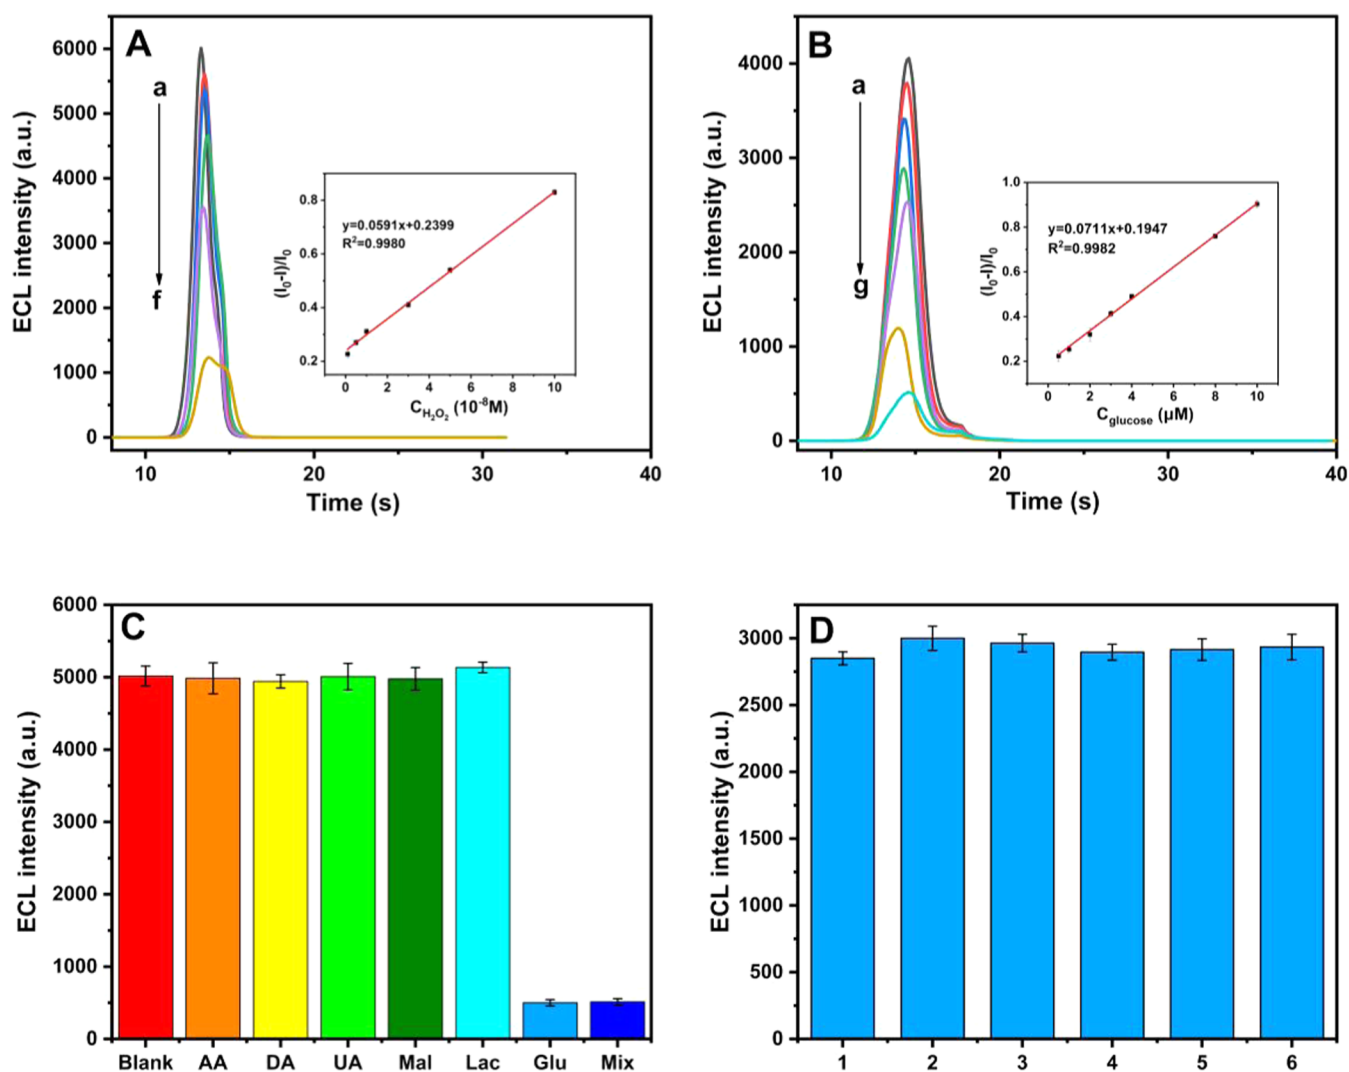 A
a
f
6000
5000
4000
3000
2000
1000
0
ECL intensity (a.u.)
10 20 30 40
Time (s)
0.8
0.6
0.4
0.2
(I0-I)/I0
y=0.0591x+0.2399
R2=0.9980
0 2 4 6 8 10
CH2O2 (10-8M)
B
a
g
4000
3000
2000
1000
0
ECL intensity (a.u.)
10 20 30 40
Time (s)
1.0
0.8
0.6
0.4
0.2
(I0-I)/I0
y=0.0711x+0.1947
R2=0.9982
0 2 4 6 8 10
Cglucose (μM)
C
6000
5000
4000
3000
2000
1000
0
ECL intensity (a.u.)
Blank AA DA UA Mal Lac Glu Mix
D
3000
2500
2000
1500
1000
500
0
ECL intensity (a.u.)
1 2 3 4 5 6